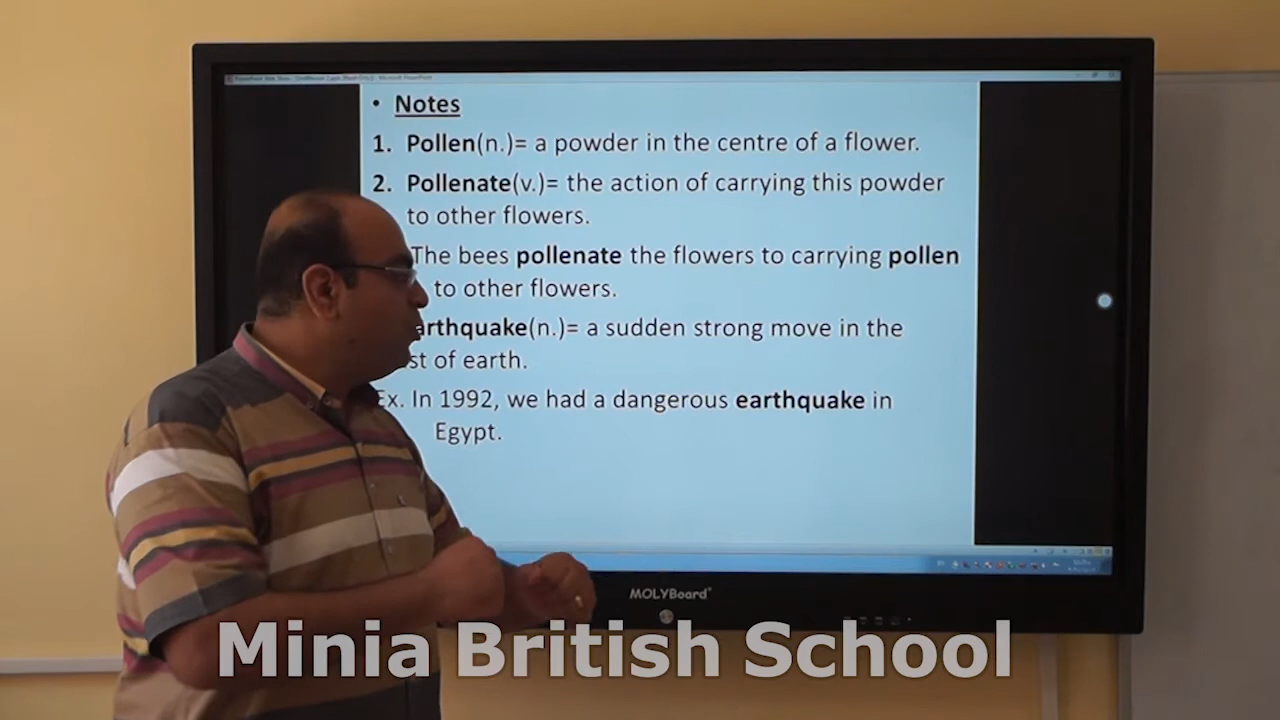 • Notes
1. Pollen(n.)= a powder in the centre of a flower.
2. Pollenate(v.)= the action of carrying this powder
to other flowers.
The bees pollenate the flowers to carrying pollen
to other flowers.
arthquake(n.)= a sudden strong move in the
st of earth.
Ex. In 1992, we had a dangerous earthquake in
Egypt.
MOLYBoard
Minia British School